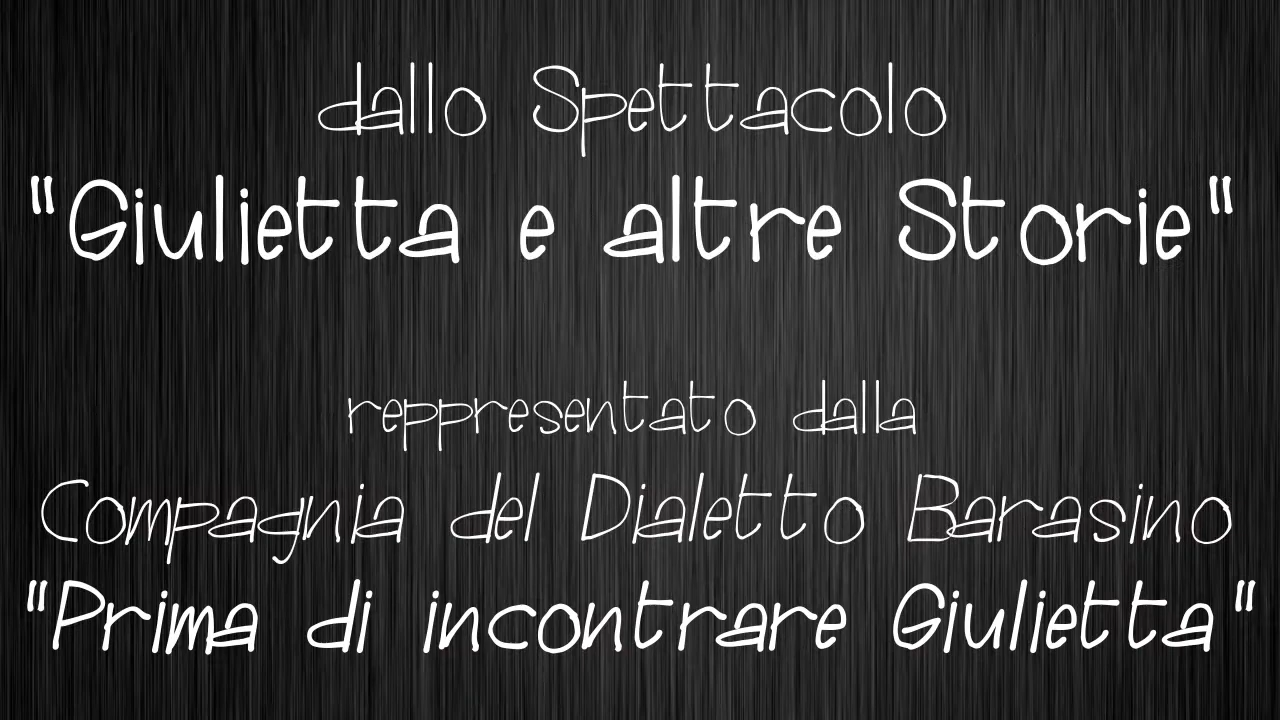 dallo Spettacolo
"Giulietta e altre Storie"
reppresentato dalla
Compagnia del Dialetto Barasino
"Prima di incontrare Giulietta"